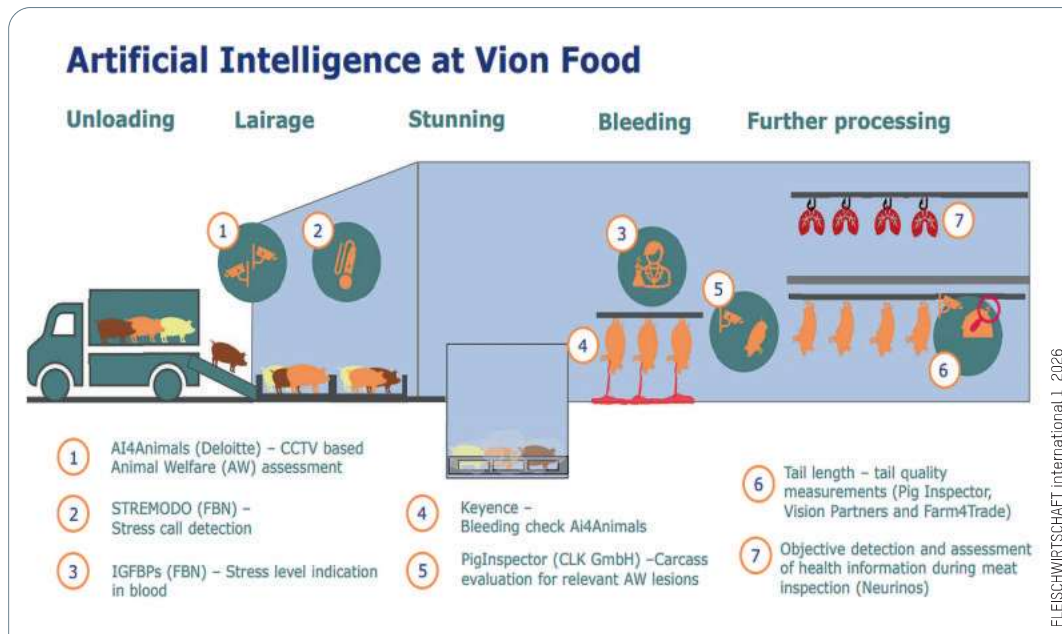 Artificial Intelligence at Vion Food
Unloading
Lairage
Stunning
Bleeding
Further processing
1
2
3
4
5
6
7
1
AI4Animals (Deloitte) – CCTV based
Animal Welfare (AW) assessment
2
STREMODO (FBN) –
Stress call detection
3
IGFBPs (FBN) – Stress level indication
in blood
4
Keyence –
Bleeding check Ai4Animals
5
PigInspector (CLK GmbH) –Carcass
evaluation for relevant AW lesions
6
Tail length – tail quality
measurements (Pig Inspector,
Vision Partners and Farm4Trade)
7
Objective detection and assessment
of health information during meat
inspection (Neurinos)
FLEISCHWIRTSCHAFT international 1_2026